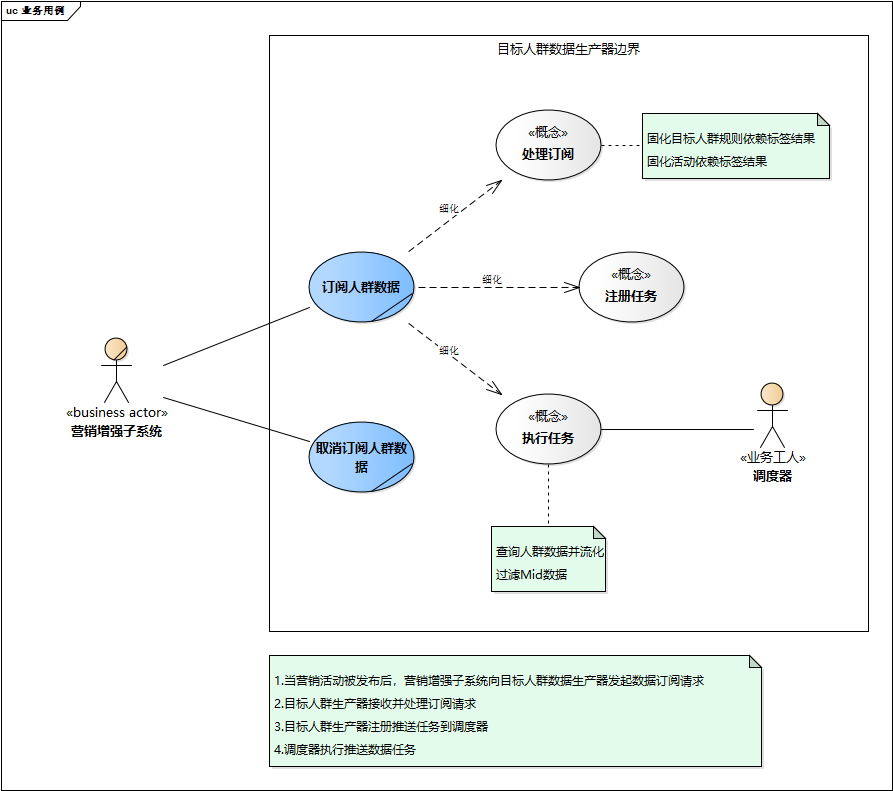 uc 业务用例
目标人群数据生产器边界
«概念»
处理订阅
固化目标人群规则依赖标签结果
固化活动依赖标签结果
细化
订阅人群数据
细化
«概念»
注册任务
细化
«business actor»
营销增强子系统
取消订阅人群数
据
«概念»
执行任务
«业务工人»
调度器
查询人群数据并流化
过滤Mid数据
1.当营销活动被发布后，营销增强子系统向目标人群数据生产器发起数据订阅请求
2.目标人群生产器接收并处理订阅请求
3.目标人群生产器注册推送任务到调度器
4.调度器执行推送数据任务